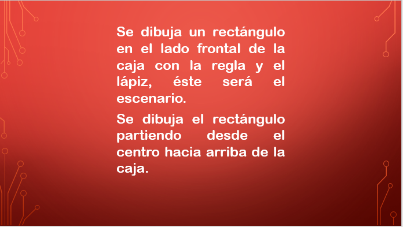 Se dibuja un rectángulo
en el lado frontal de la
caja con la regla y el
lápiz, éste será el
escenario.
Se dibuja el rectángulo
partiendo desde el
centro hacia arriba de la
caja.